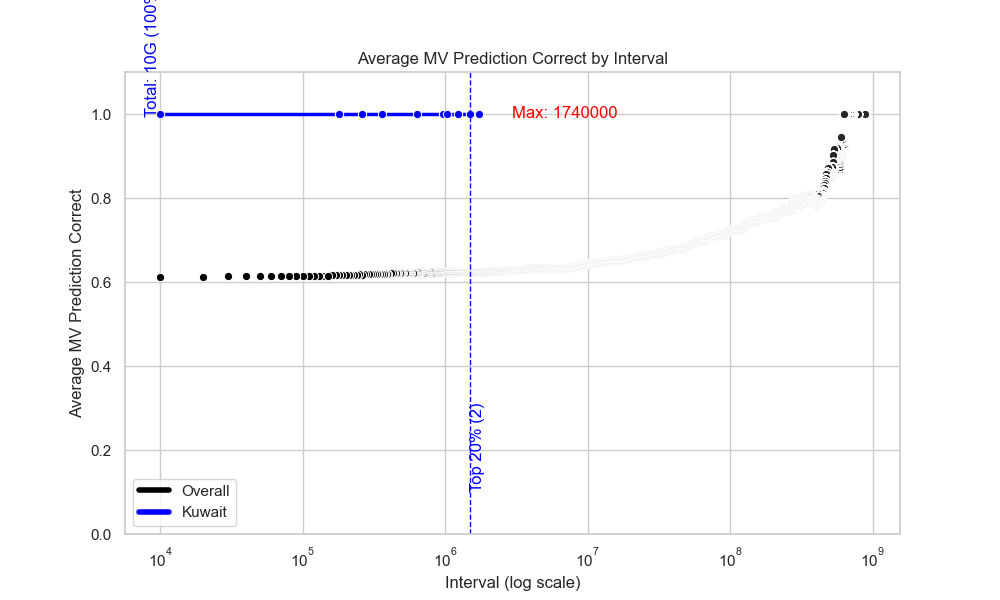 Average MV Prediction Correct by Interval
Total: 10G (100%
Max: 1740000
Top 20% (2)
Average MV Prediction Correct
1.0
0.8
0.6
0.4
0.2
0.0
Overall
Kuwait
10^4
10^5
10^6
10^7
10^8
10^9
Interval (log scale)